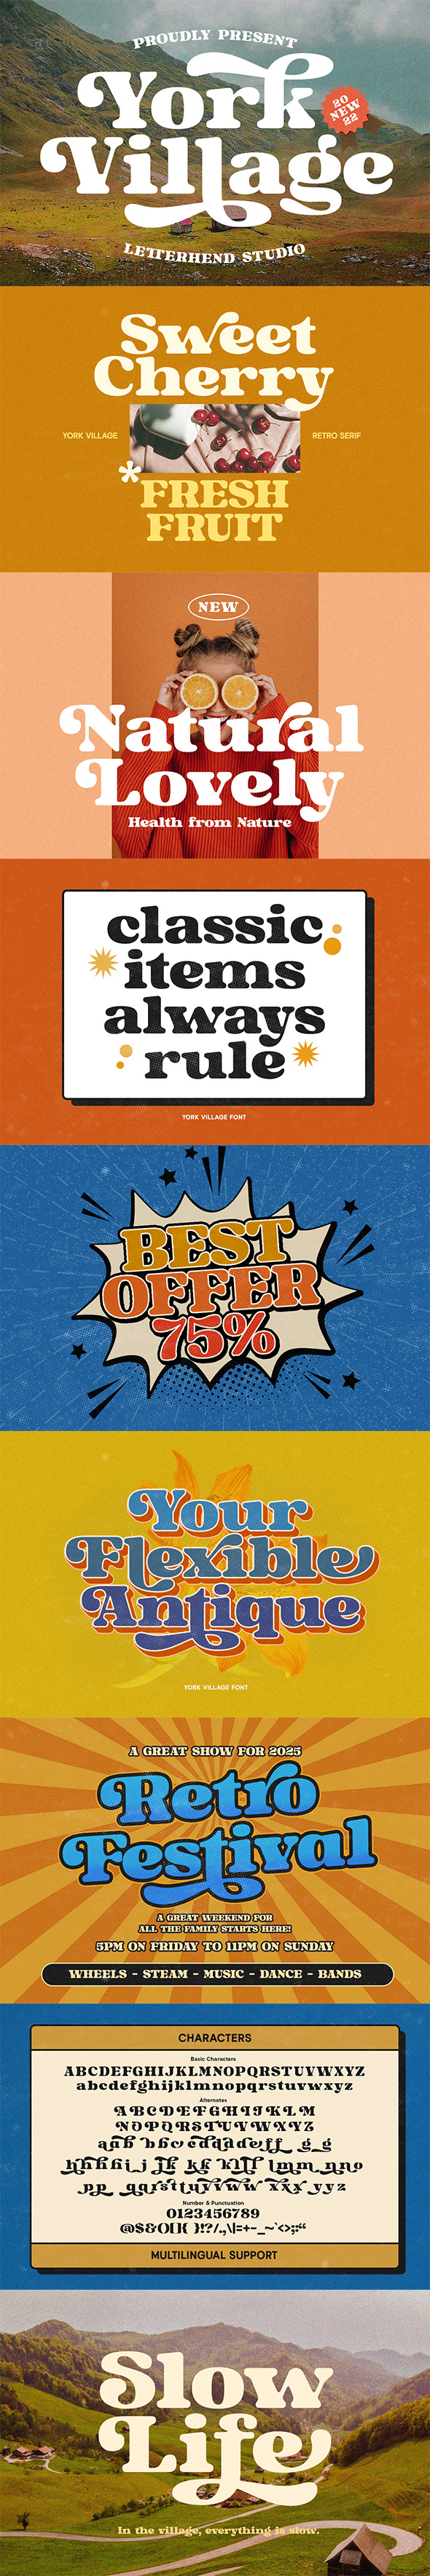 PROUDLY PRESENT
York
20
NEW
22
Village
LETTERHEND STUDIO
Sweet
Cherry
YORK VILLAGE
RETRO SERIF
*FRESH
FRUIT
NEW
Natural
Lovely
Health from Nature
classic
items
always
rule
YORK VILLAGE FONT
BEST
OFFER
75%
Your
Flexible
Antique
YORK VILLAGE FONT
A GREAT SHOW FOR 2025
Retro
Festival
A GREAT WEEKEND FOR
ALL THE FAMILY STARTS HERE!
5PM ON FRIDAY TO 11PM ON SUNDAY
WHEELS - STEAM - MUSIC - DANCE - BANDS
CHARACTERS
Basic Characters
ABCDEFGHIJKLMNOPQRSTUVWXYZ
abcdefghijklmnopqrstuvwxyz
Alternates
ABCDEFGHIJKLM
NOPQRSTUVWXYZ
Number & Punctuation
0123456789
MULTILINGUAL SUPPORT
Slow
Life
In the village, everything is slow.